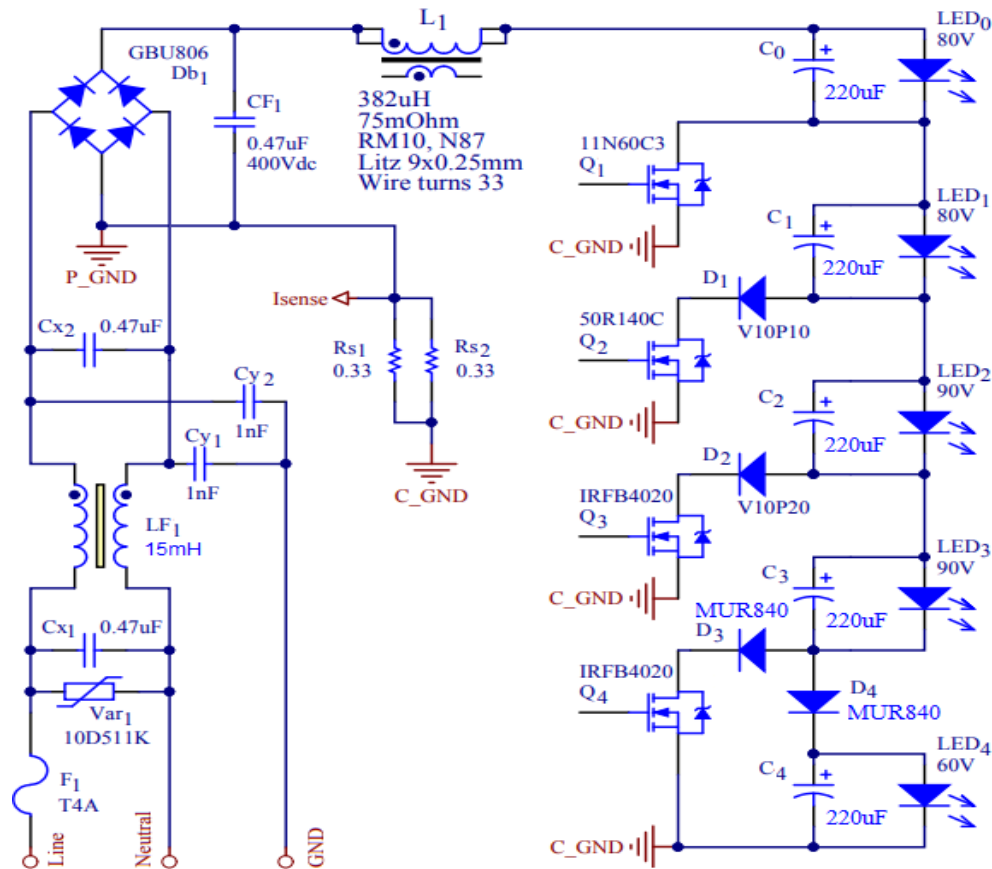 L1
GBU806
Db1
CF1
0.47uF
400Vdc
382uH
75mOhm
RM10, N87
Litz 9x0.25mm
Wire turns 33
P_GND
Isense
Rs1
0.33
Rs2
0.33
C_GND
Cx2
0.47uF
Cy2
1nF
Cy1
1nF
LF1
15mH
Cx1
0.47uF
Var1
10D511K
F1
T4A
Line
Neutral
GND
LED0
80V
C0
+
220uF
11N60C3
Q1
C_GND
LED1
80V
C1
+
220uF
D1
V10P10
50R140C
Q2
C_GND
LED2
90V
C2
+
220uF
D2
V10P20
IRFB4020
Q3
C_GND
LED3
90V
C3
+
220uF
MUR840
D3
IRFB4020
Q4
D4
MUR840
LED4
60V
C4
+
220uF
C_GND